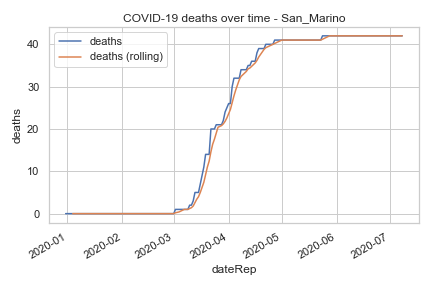 COVID-19 deaths over time - San_Marino
deaths
deaths (rolling)
deaths
40
30
20
10
0
2020-01
2020-02
2020-03
2020-04
2020-05
2020-06
2020-07
dateRep